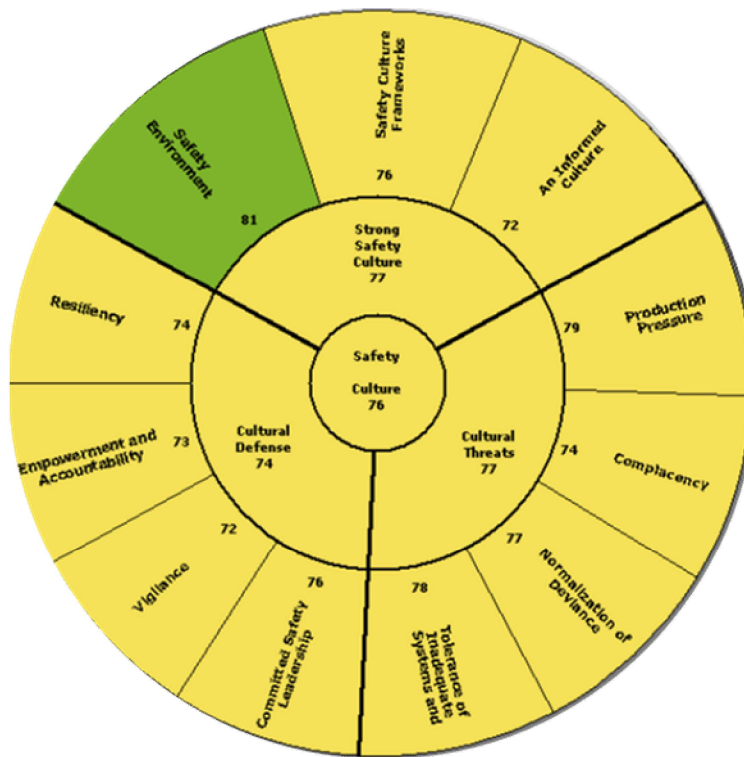 Safety
Environment
81
Safety Culture
Frameworks
76
An Informed
Culture
72
Strong
Safety
Culture
77
Resiliency
74
Production
Pressure
79
Safety
Culture
76
Empowerment and
Accountability
73
Cultural
Defense
74
Cultural
Threats
77
Complacency
74
Vigilance
72
Normalization of
Deviance
77
Committed Safety
Leadership
76
Tolerance of
Inadequate
Systems and
78